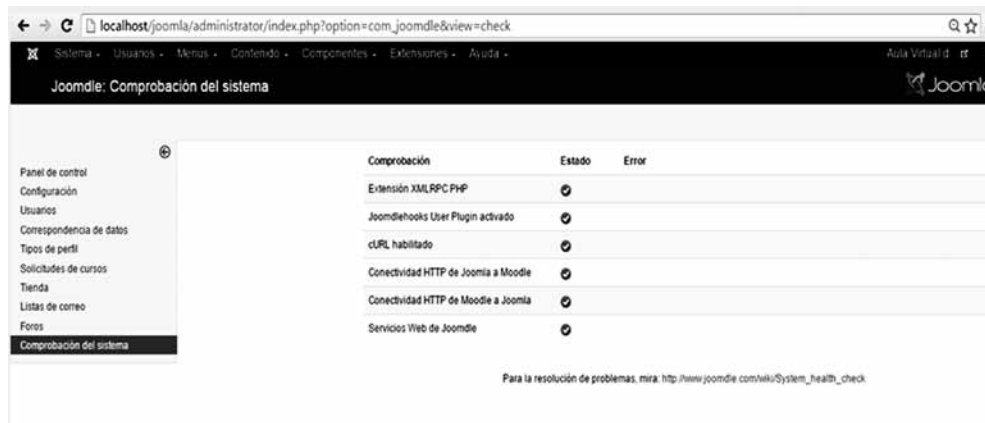 localhost/joomla/administrator/index.php?option=com_joomdle&view=check
Sistema Usuarios Menús Contenido Componentes Extensiones Ayuda
Aula Virtual d
Joomdle: Comprobación del sistema
Panel de control
Configuración
Usuarios
Correspondencia de datos
Tipos de perfil
Solicitudes de cursos
Tienda
Listas de correo
Foros
Comprobación del sistema
Comprobación Estado Error
Extensión XMLRPC PHP
Joomdlehooks User Plugin activado
cURL habilitado
Conectividad HTTP de Joomla a Moodle
Conectividad HTTP de Moodle a Joomla
Servicios Web de Joomdle
Para la resolución de problemas, mira: http://www.joomdle.com/wiki/System_health_check